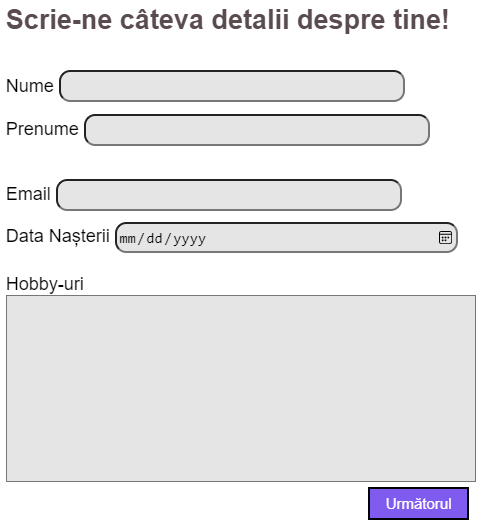 Scrie-ne câteva detalii despre tine!
Nume
Prenume
Email
Data Nașterii mm/dd/yyyy
Hobby-uri
Următorul